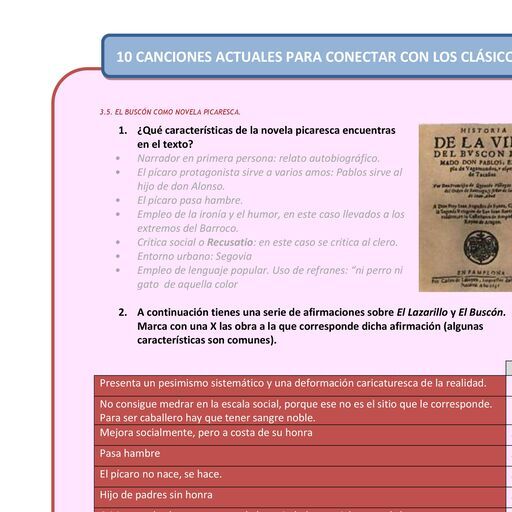 10 CANCIONES ACTUALES PARA CONECTAR CON LOS CLÁSICO
3.5. EL BUSCÓN COMO NOVELA PICARESCA.
1. ¿Qué características de la novela picaresca encuentras
en el texto?
• Narrador en primera persona: relato autobiográfico.
• El pícaro protagonista sirve a varios amos: Pablos sirve al
hijo de don Alonso.
• El pícaro pasa hambre.
• Empleo de la ironía y el humor, en este caso llevados a los
extremos del Barroco.
• Critica social o Recusatio: en este caso se critica al clero.
• Entorno urbano: Segovia
• Empleo de lenguaje popular. Uso de refranes: "ni perro ni
gato de aquella color
HISTORIA
DE LA VI
DEL BVSCON
MADO DON PABLOS,
de Tacaños
EN PAMPLONA
2. A continuación tienes una serie de afirmaciones sobre El Lazarillo y El Buscón.
Marca con una X las obra a la que corresponde dicha afirmación (algunas
características son comunes).
Presenta un pesimismo sistemático y una deformación caricaturesca de la realidad.
No consigue medrar en la escala social, porque ese no es el sitio que le corresponde.
Para ser caballero hay que tener sangre noble.
Mejora socialmente, pero a costa de su honra
Pasa hambre
El pícaro no nace, se hace.
Hijo de padres sin honra